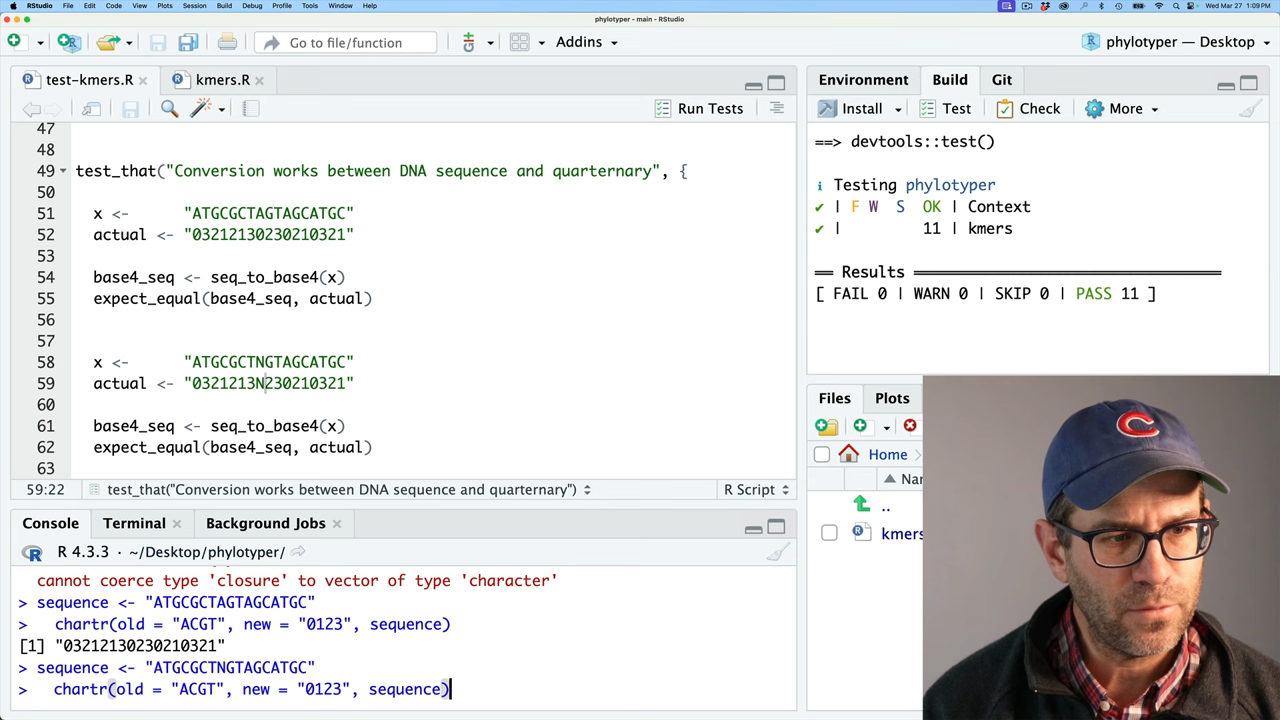 RStudio File Edit Code View Plots Session Build Debug Profile Tools Window Help Wed Mar 27 1:09 PM
phylotyper - main - RStudio
Go to file/function Addins phylotyper — Desktop
test-kmers.R kmers.R
Run Tests
47
48
49 test_that("Conversion works between DNA sequence and quarternary", {
50
51 x <- "ATGCGCTAGTAGCATGC"
52 actual <- "03212130230210321"
53
54 base4_seq <- seq_to_base4(x)
55 expect_equal(base4_seq, actual)
56
57
58 x <- "ATGCGCTNGTAGCATGC"
59 actual <- "0321213N230210321"
60
61 base4_seq <- seq_to_base4(x)
62 expect_equal(base4_seq, actual)
63
59:22 test_that("Conversion works between DNA sequence and quarternary") R Script
Console Terminal Background Jobs
R 4.3.3 · ~/Desktop/phylotyper/
cannot coerce type 'closure' to vector of type 'character'
> sequence <- "ATGCGCTAGTAGCATGC"
> chartr(old = "ACGT", new = "0123", sequence)
[1] "03212130230210321"
> sequence <- "ATGCGCTNGTAGCATGC"
> chartr(old = "ACGT", new = "0123", sequence)
Environment Build Git
Install Test Check More
==> devtools::test()
i Testing phylotyper
✔ | F W S OK | Context
✔ | 11 | kmers
══ Results ════════════════════════
[ FAIL 0 | WARN 0 | SKIP 0 | PASS 11 ]
Files Plots
Home
Nar
..
kmers
C